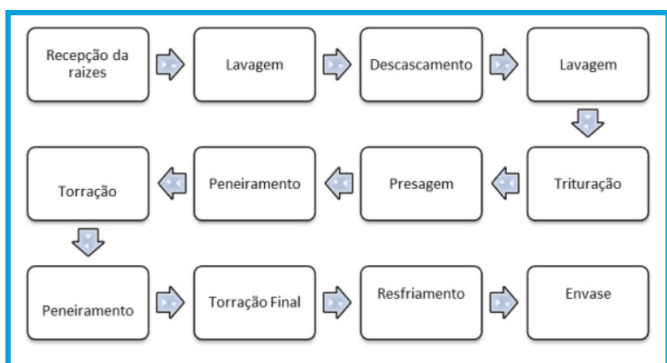 Recepção da
raizes
Lavagem
Descascamento
Lavagem
Trituração
Presagem
Peneiramento
Torração
Peneiramento
Torração Final
Resfriamento
Envase